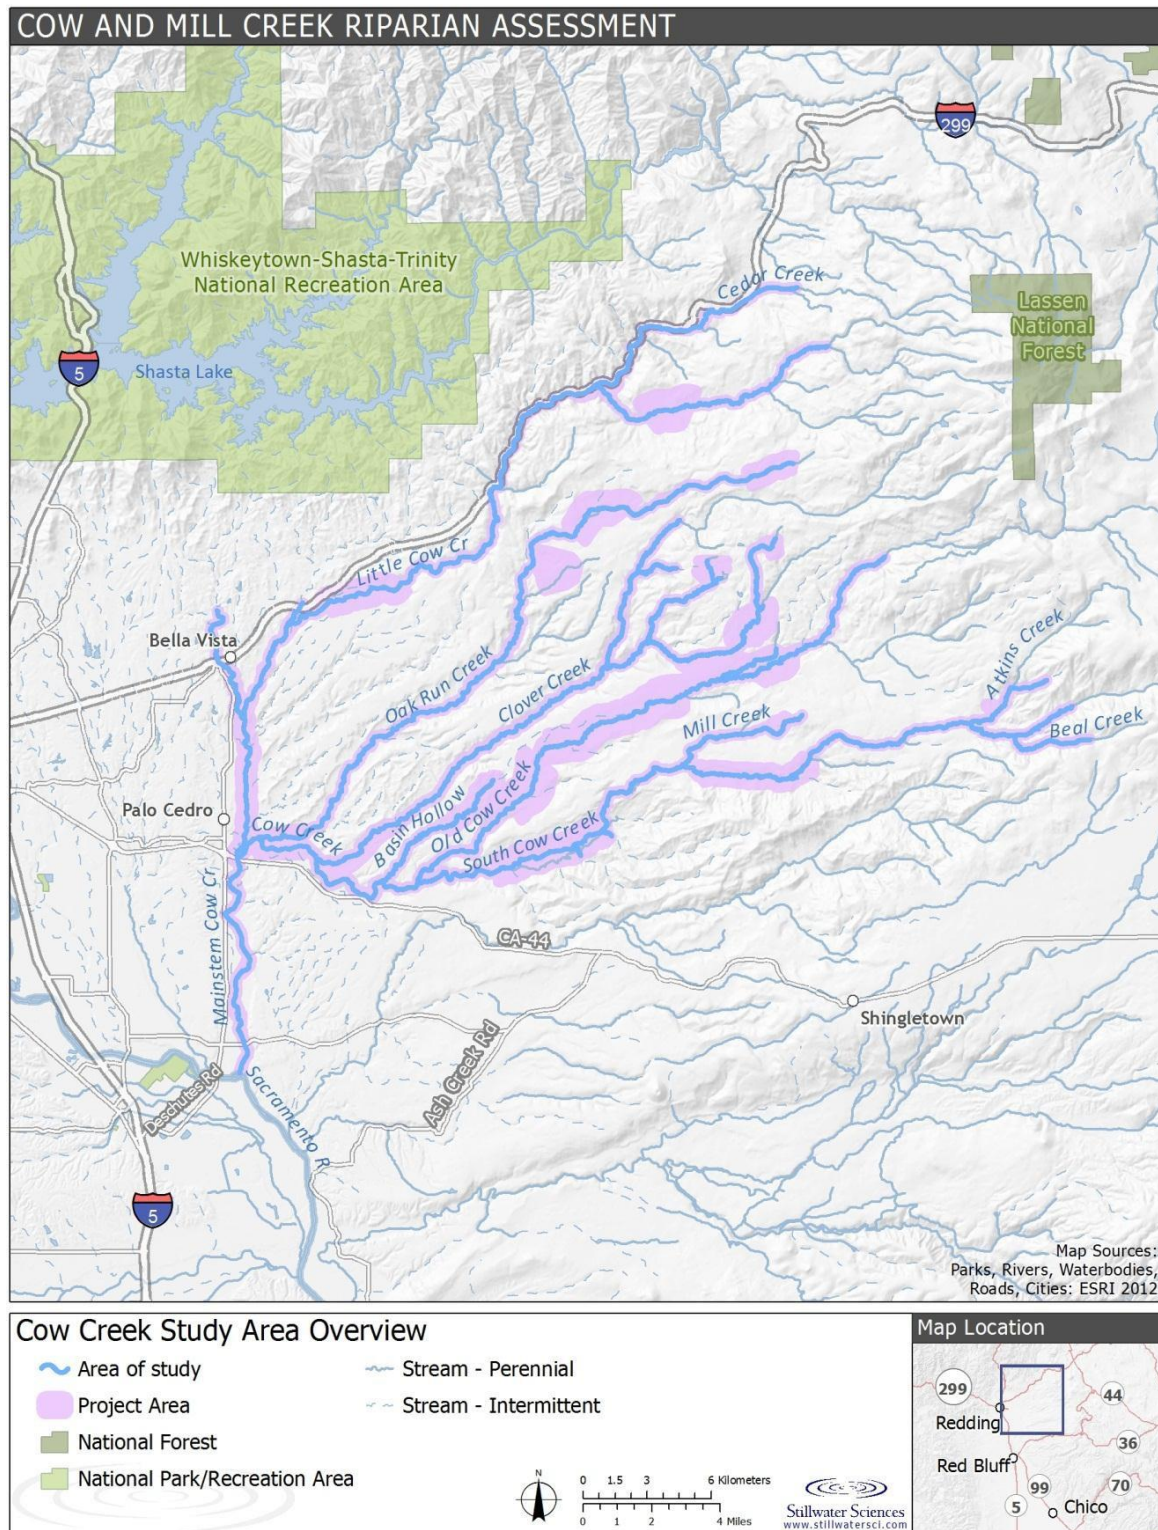 COW AND MILL CREEK RIPARIAN ASSESSMENT
299
Whiskeytown-Shasta-Trinity
National Recreation Area
Cedar Creek
Lassen
National
Forest
5
Shasta Lake
Little Cow Cr
Bella Vista
Oak Run Creek
Clover Creek
Atkins Creek
Mill Creek
Beal Creek
Palo Cedro
Cow Creek
Basin Hollow
Old Cow Creek
South Cow Creek
Mainstem Cow Cr
CA-44
Shingletown
Ash Creek Rd
Deschutes Rd
Sacramento R
5
Map Sources:
Parks, Rivers, Waterbodies,
Roads, Cities: ESRI 2012
Cow Creek Study Area Overview
Area of study
Project Area
National Forest
National Park/Recreation Area
Stream - Perennial
Stream - Intermittent
N
0 1.5 3 6 Kilometers
0 1 2 4 Miles
Stillwater Sciences
www.stillwatersci.com
Map Location
299
44
Redding
36
Red Bluff
99
70
5
Chico